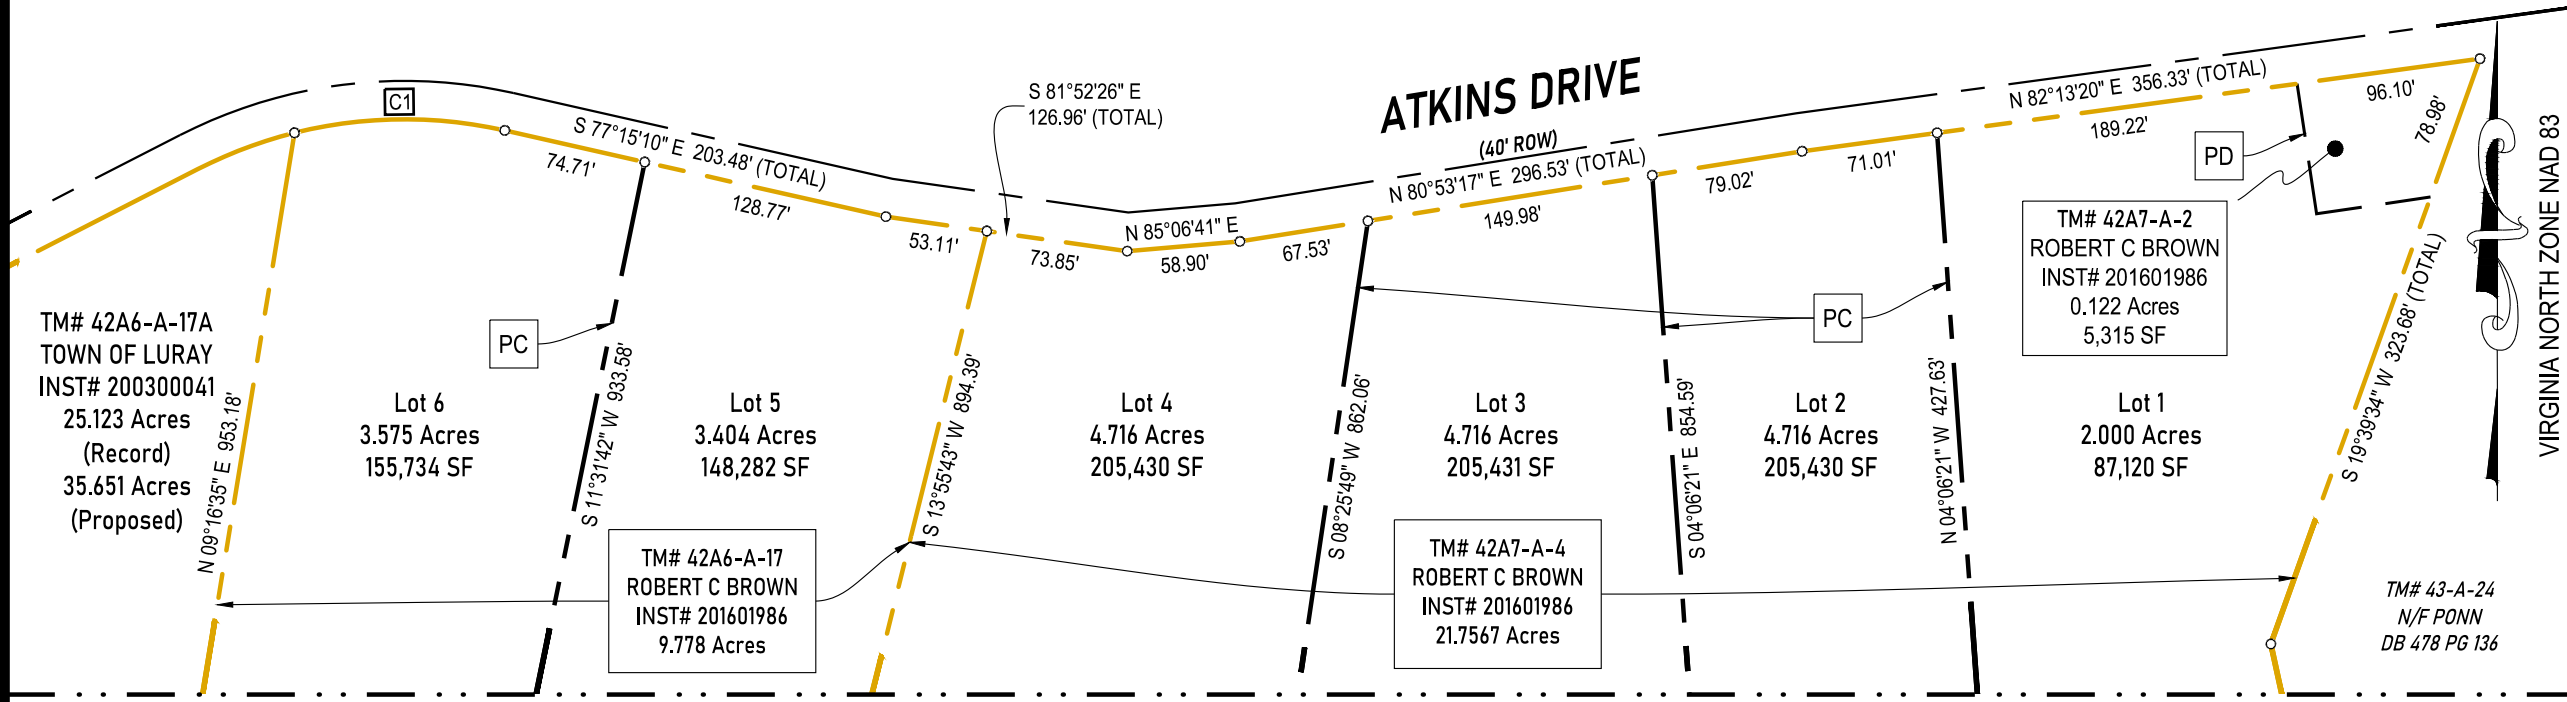 ATKINS DRIVE
(40' ROW)
C1
S 77°15'10" E 203.48' (TOTAL)
74.71'
128.77'
S 81°52'26" E
126.96' (TOTAL)
53.11'
73.85'
N 85°06'41" E
58.90'
67.53'
N 80°53'17" E 296.53' (TOTAL)
149.98'
79.02'
71.01'
N 82°13'20" E 356.33' (TOTAL)
189.22'
96.10'
78.98'
PD
VIRGINIA NORTH ZONE NAD 83
TM# 42A7-A-2
ROBERT C BROWN
INST# 201601986
0.122 Acres
5,315 SF
TM# 42A6-A-17A
TOWN OF LURAY
INST# 200300041
25.123 Acres
(Record)
35.651 Acres
(Proposed)
N 09°16'35" E 953.18'
Lot 6
3.575 Acres
155,734 SF
PC
S 11°31'42" W 933.58'
Lot 5
3.404 Acres
148,282 SF
S 13°55'43" W 894.39'
Lot 4
4.716 Acres
205,430 SF
S 08°25'49" W 862.06'
Lot 3
4.716 Acres
205,431 SF
PC
S 04°06'21" E 854.59'
Lot 2
4.716 Acres
205,430 SF
N 04°06'21" W 427.63'
Lot 1
2.000 Acres
87,120 SF
S 19°39'34" W 323.68' (TOTAL)
TM# 42A6-A-17
ROBERT C BROWN
INST# 201601986
9.778 Acres
TM# 42A7-A-4
ROBERT C BROWN
INST# 201601986
21.7567 Acres
TM# 43-A-24
N/F PONN
DB 478 PG 136